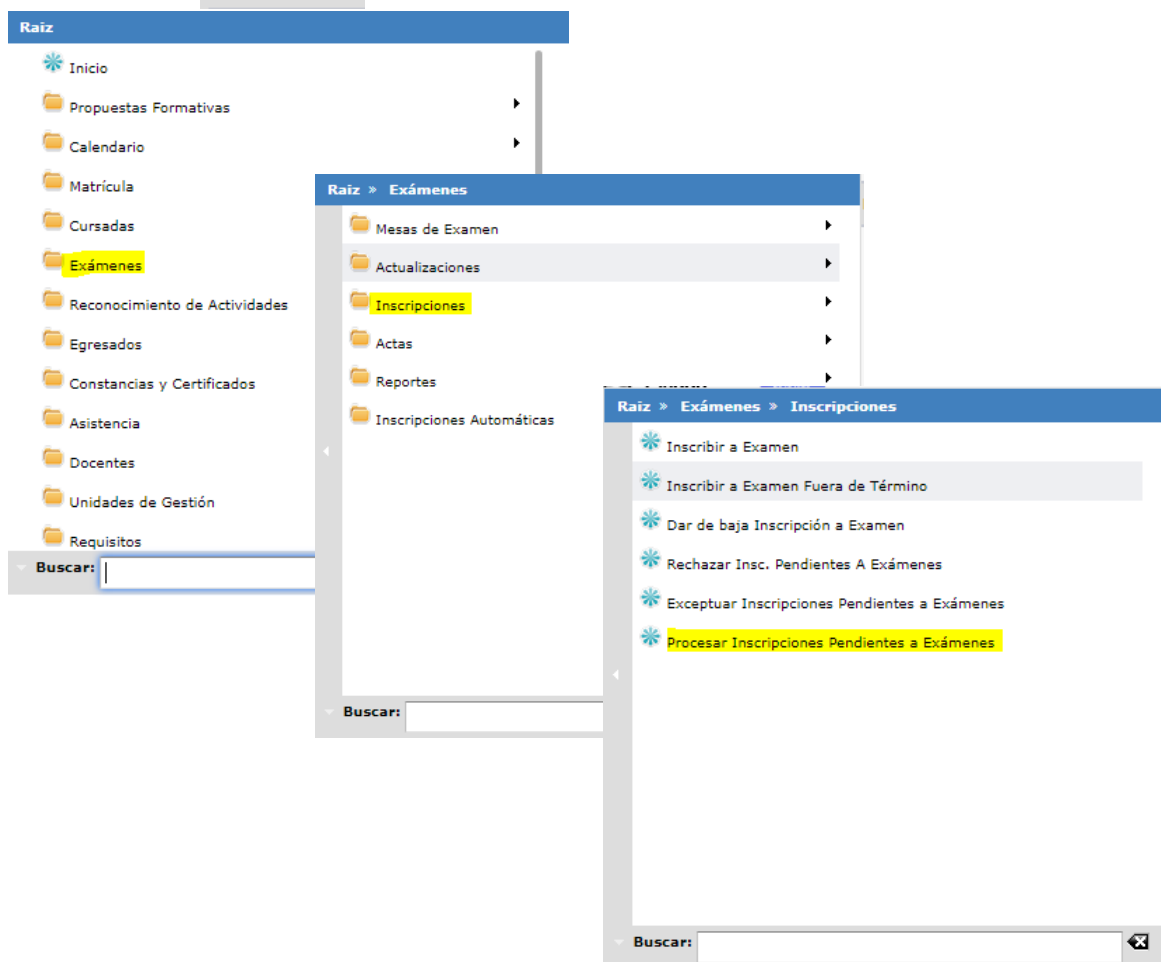 Raiz
Inicio
Propuestas Formativas
Calendario
Matrícula
Cursadas
Exámenes
Reconocimiento de Actividades
Egresados
Constancias y Certificados
Asistencia
Docentes
Unidades de Gestión
Requisitos
Buscar:
Raiz » Exámenes
Mesas de Examen
Actualizaciones
Inscripciones
Actas
Reportes
Inscripciones Automáticas
Buscar:
Raiz » Exámenes » Inscripciones
Inscribir a Examen
Inscribir a Examen Fuera de Término
Dar de baja Inscripción a Examen
Rechazar Insc. Pendientes A Exámenes
Exceptuar Inscripciones Pendientes a Exámenes
Procesar Inscripciones Pendientes a Exámenes
Buscar: